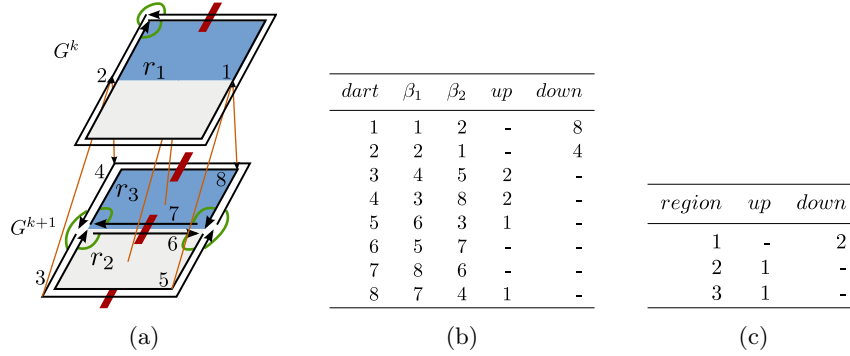 G^k
r_1
2
1
4
r_3
8
7
G^{k+1}
6
r_2
3
5
(a)
dart β_1 β_2 up down
1 1 2 - 8
2 2 1 - 4
3 4 5 2 -
4 3 8 2 -
5 6 3 1 -
6 5 7 - -
7 8 6 - -
8 7 4 1 -
(b)
region up down
1 - 2
2 1 -
3 1 -
(c)